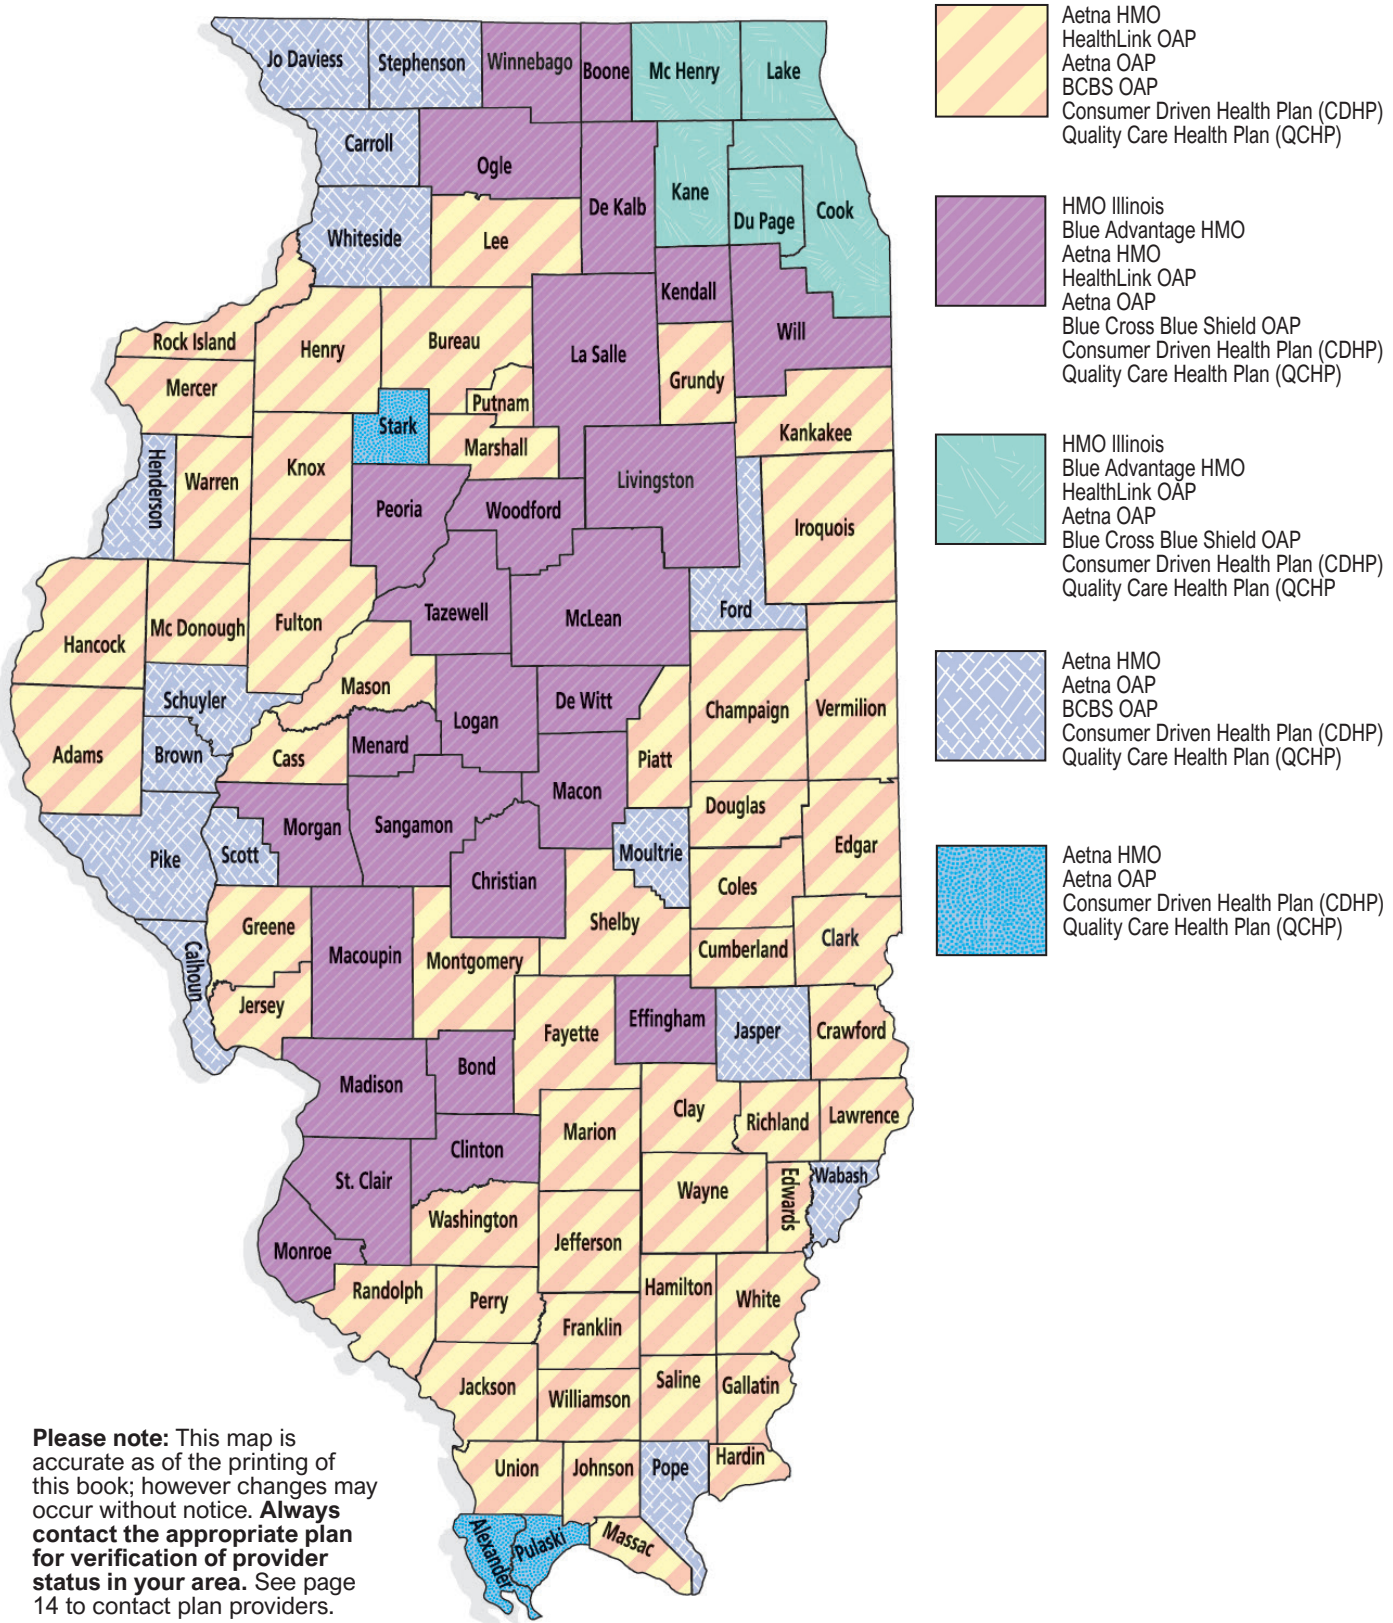 Jo Daviess
Stephenson
Winnebago
Boone
Mc Henry
Lake
Carroll
Ogle
De Kalb
Kane
Du Page
Cook
Whiteside
Lee
Kendall
Will
Rock Island
Henry
Bureau
La Salle
Grundy
Mercer
Putnam
Kankakee
Stark
Marshall
Henderson
Warren
Knox
Peoria
Woodford
Livingston
Iroquois
Hancock
Mc Donough
Fulton
Tazewell
McLean
Ford
Schuyler
Mason
Logan
De Witt
Champaign
Vermilion
Adams
Brown
Cass
Menard
Piatt
Macon
Douglas
Pike
Scott
Morgan
Sangamon
Christian
Moultrie
Coles
Edgar
Greene
Macoupin
Montgomery
Shelby
Cumberland
Clark
Calhoun
Jersey
Fayette
Effingham
Jasper
Crawford
Madison
Bond
Clay
Richland
Lawrence
Marion
Clinton
St. Clair
Wayne
Edwards
Wabash
Washington
Jefferson
Monroe
Randolph
Perry
Hamilton
White
Franklin
Jackson
Williamson
Saline
Gallatin
Union
Johnson
Pope
Hardin
Alexander
Pulaski
Massac
Aetna HMO
HealthLink OAP
Aetna OAP
BCBS OAP
Consumer Driven Health Plan (CDHP)
Quality Care Health Plan (QCHP)
HMO Illinois
Blue Advantage HMO
Aetna HMO
HealthLink OAP
Aetna OAP
Blue Cross Blue Shield OAP
Consumer Driven Health Plan (CDHP)
Quality Care Health Plan (QCHP)
HMO Illinois
Blue Advantage HMO
HealthLink OAP
Aetna OAP
Blue Cross Blue Shield OAP
Consumer Driven Health Plan (CDHP)
Quality Care Health Plan (QCHP
Aetna HMO
Aetna OAP
BCBS OAP
Consumer Driven Health Plan (CDHP)
Quality Care Health Plan (QCHP)
Aetna HMO
Aetna OAP
Consumer Driven Health Plan (CDHP)
Quality Care Health Plan (QCHP)
Please note: This map is
accurate as of the printing of
this book; however changes may
occur without notice. Always
contact the appropriate plan
for verification of provider
status in your area. See page
14 to contact plan providers.